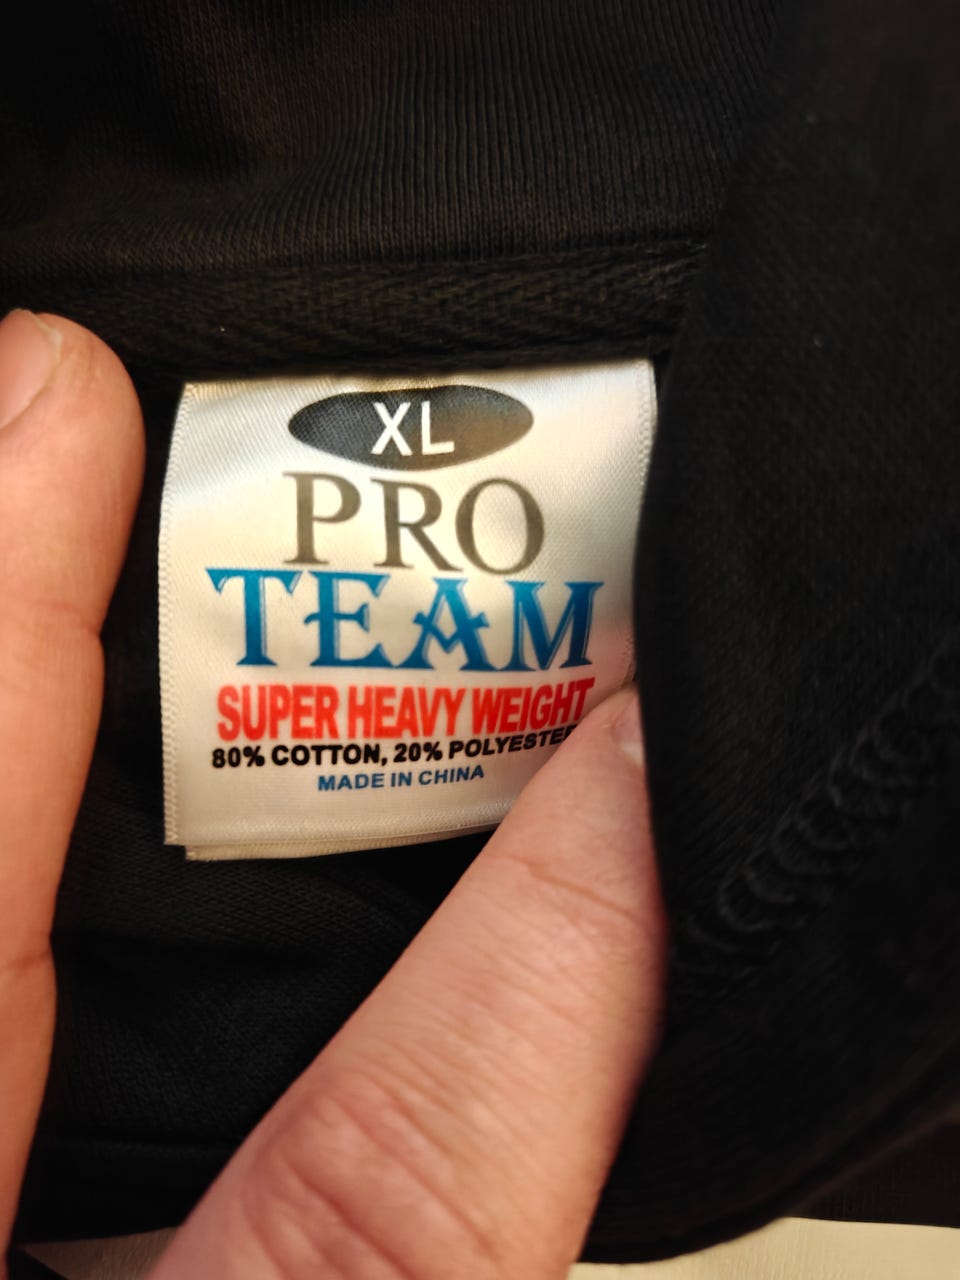 XL
PRO
TEAM
SUPER HEAVY WEIGHT
80% COTTON, 20% POLYESTER
MADE IN CHINA